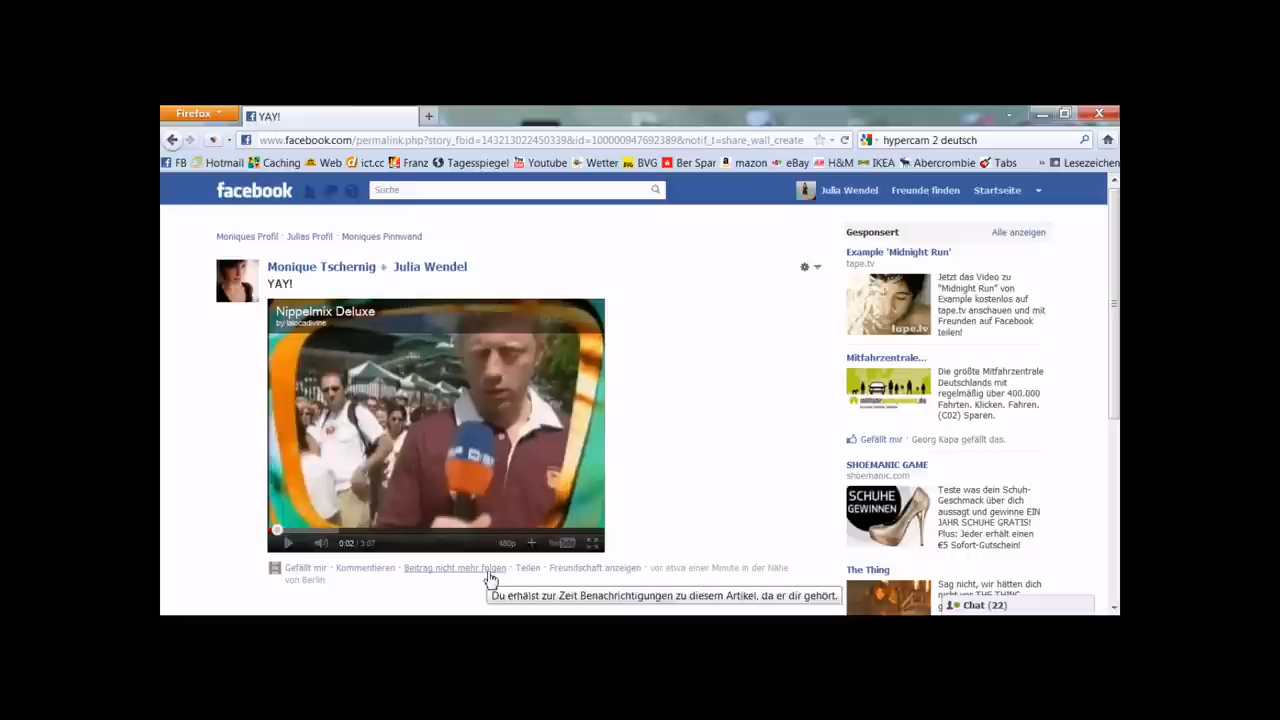 Firefox
YAY!
www.facebook.com/permalink.php?story_fbid=143213022450339&id=100000947692389&notif_t=share_wall_create
hypercam 2 deutsch
FB Hotmail Caching Web ict.cc Franz Tagesspiegel Youtube Wetter BVG Ber Spar mazon eBay H&M IKEA Abercrombie Tabs » Lesezeichen
facebook
Suche
Julia Wendel Freunde finden Startseite
Moniques Profil · Julias Profil · Moniques Pinnwand
Monique Tschernig Julia Wendel
YAY!
Nippelmix Deluxe
by lalocadivine
0:02 / 3:07
480p
YouTube
Gefällt mir · Kommentieren · Beitrag nicht mehr folgen · Teilen · Freundschaft anzeigen · vor etwa einer Minute in der Nähe
von Berlin
Du erhälst zur Zeit Benachrichtigungen zu diesem Artikel, da er dir gehört.
Gesponsert
Alle anzeigen
Example 'Midnight Run'
tape.tv
Jetzt das Video zu
"Midnight Run" von
Example kostenlos auf
tape.tv anschauen und mit
Freunden auf Facebook
teilen!
tape.tv
Mitfahrzentrale...
Die größte Mitfahrzentrale
Deutschlands mit
regelmäßig über 400.000
Fahrten. Klicken. Fahren.
(C02) Sparen.
Gefällt mir · Georg Kapa gefällt das.
SHOEMANIC GAME
shoemanic.com
SCHUHE
GEWINNEN
Teste was dein Schuh-
Geschmack über dich
aussagt und gewinne EIN
JAHR SCHUHE GRATIS!
Plus: Jeder erhält einen
€5 Sofort-Gutschein!
The Thing
Sag nicht, wir hätten dich
Chat (22)